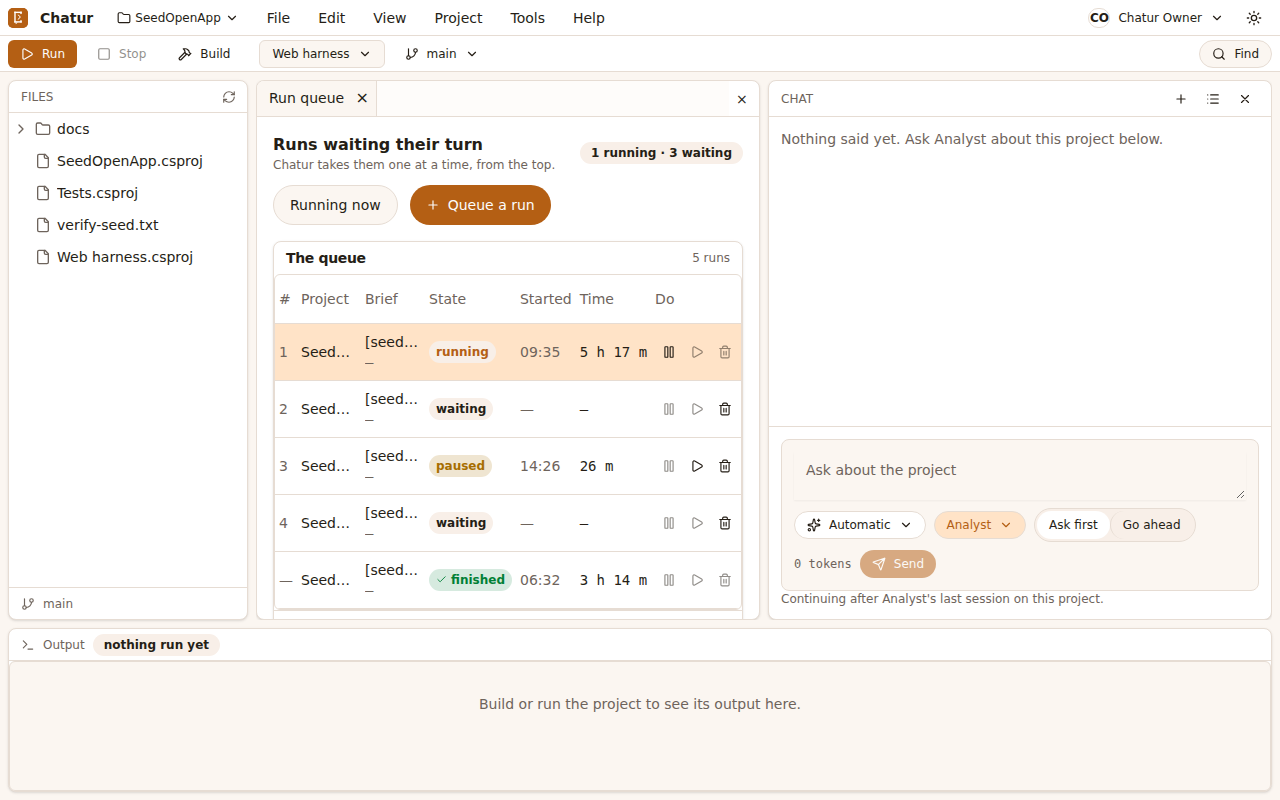 Chatur SeedOpenApp File Edit View Project Tools Help CO Chatur Owner
Run Stop Build Web harness main Find
FILES
docs
SeedOpenApp.csproj
Tests.csproj
verify-seed.txt
Web harness.csproj
main
Run queue
Runs waiting their turn
Chatur takes them one at a time, from the top.
1 running · 3 waiting
Running now
+ Queue a run
The queue 5 runs
# Project Brief State Started Time Do
1 Seed… [seed… — running 09:35 5 h 17 m
2 Seed… [seed… — waiting — —
3 Seed… [seed… — paused 14:26 26 m
4 Seed… [seed… — waiting — —
— Seed… [seed… — finished 06:32 3 h 14 m
CHAT
Nothing said yet. Ask Analyst about this project below.
Ask about the project
Automatic Analyst Ask first Go ahead
0 tokens Send
Continuing after Analyst's last session on this project.
Output nothing run yet
Build or run the project to see its output here.